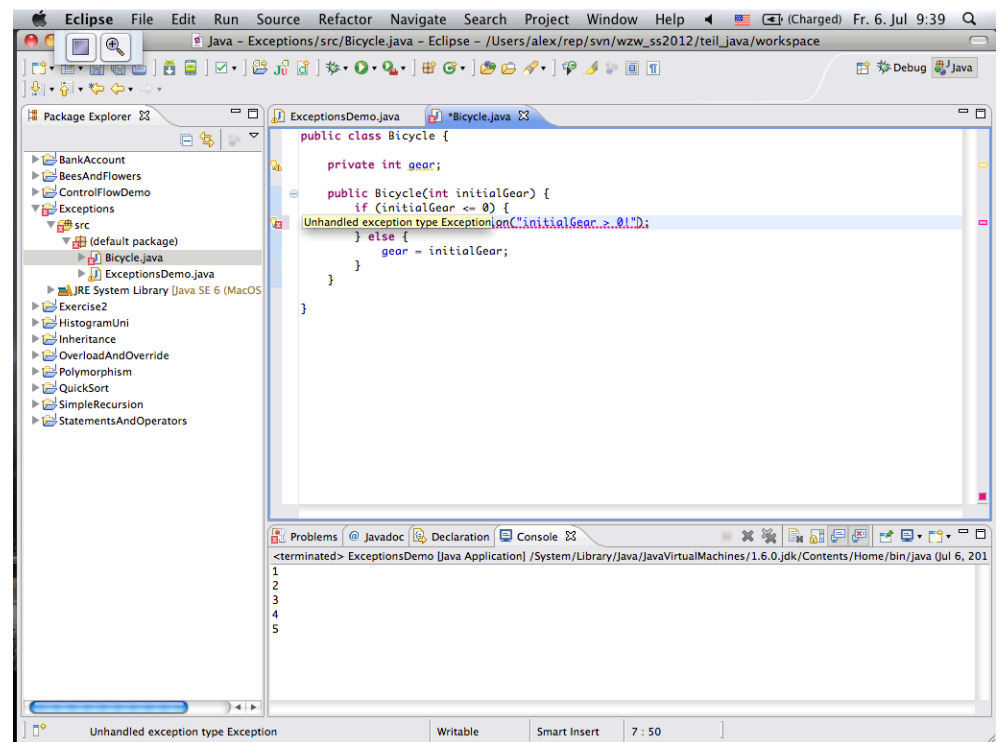 Eclipse File Edit Run Source Refactor Navigate Search Project Window Help (Charged) Fr. 6. Jul 9:39
Java – Exceptions/src/Bicycle.java – Eclipse – /Users/alex/rep/svn/wzw_ss2012/teil_java/workspace
Debug Java
Package Explorer
BankAccount
BeesAndFlowers
ControlFlowDemo
Exceptions
src
(default package)
Bicycle.java
ExceptionsDemo.java
JRE System Library [Java SE 6 (MacOS
Exercise2
HistogramUni
Inheritance
OverloadAndOverride
Polymorphism
QuickSort
SimpleRecursion
StatementsAndOperators
ExceptionsDemo.java *Bicycle.java
public class Bicycle {
private int gear;
public Bicycle(int initialGear) {
if (initialGear <= 0) {
Unhandled exception type Exception ion("initialGear > 0!");
} else {
gear = initialGear;
}
}
}
Problems Javadoc Declaration Console
<terminated> ExceptionsDemo [Java Application] /System/Library/Java/JavaVirtualMachines/1.6.0.jdk/Contents/Home/bin/java (Jul 6, 201
1
2
3
4
5
Unhandled exception type Exception Writable Smart Insert 7 : 50